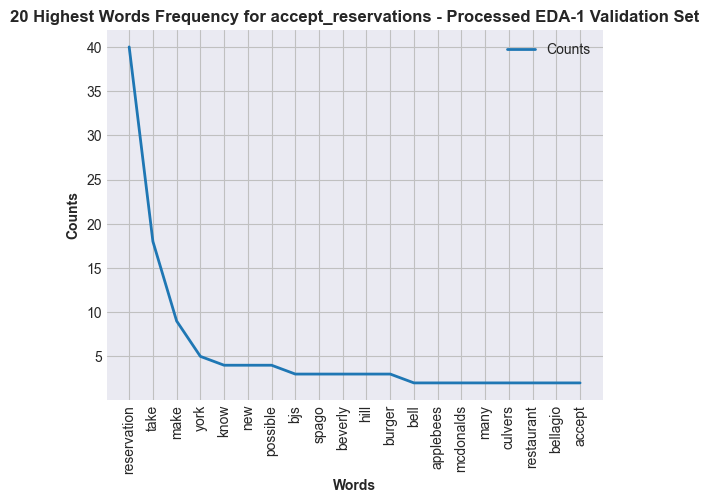 20 Highest Words Frequency for accept_reservations - Processed EDA-1 Validation Set
Counts
40
35
30
25
20
15
10
5
Counts
reservation
take
make
york
know
new
possible
bjs
spago
beverly
hill
burger
bell
applebees
mcdonalds
many
culvers
restaurant
bellagio
accept
Words